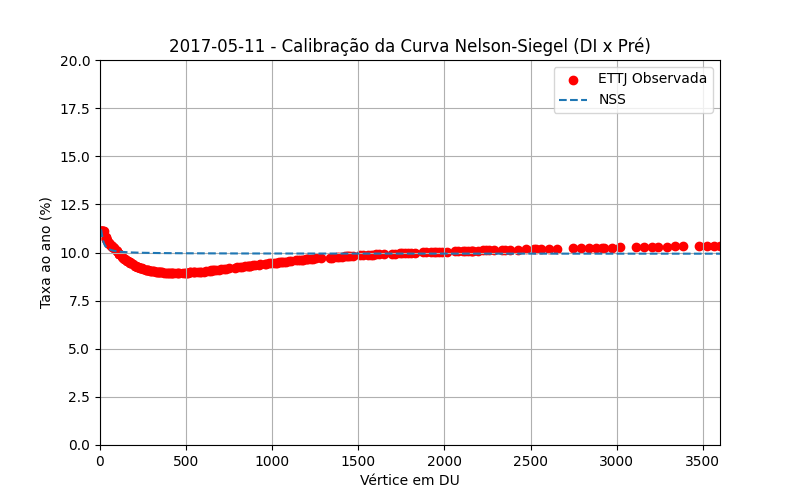 2017-05-11 - Calibração da Curva Nelson-Siegel (DI x Pré)
ETTJ Observada
NSS
Taxa ao ano (%)
20.0
17.5
15.0
12.5
10.0
7.5
5.0
2.5
0.0
0 500 1000 1500 2000 2500 3000 3500
Vértice em DU